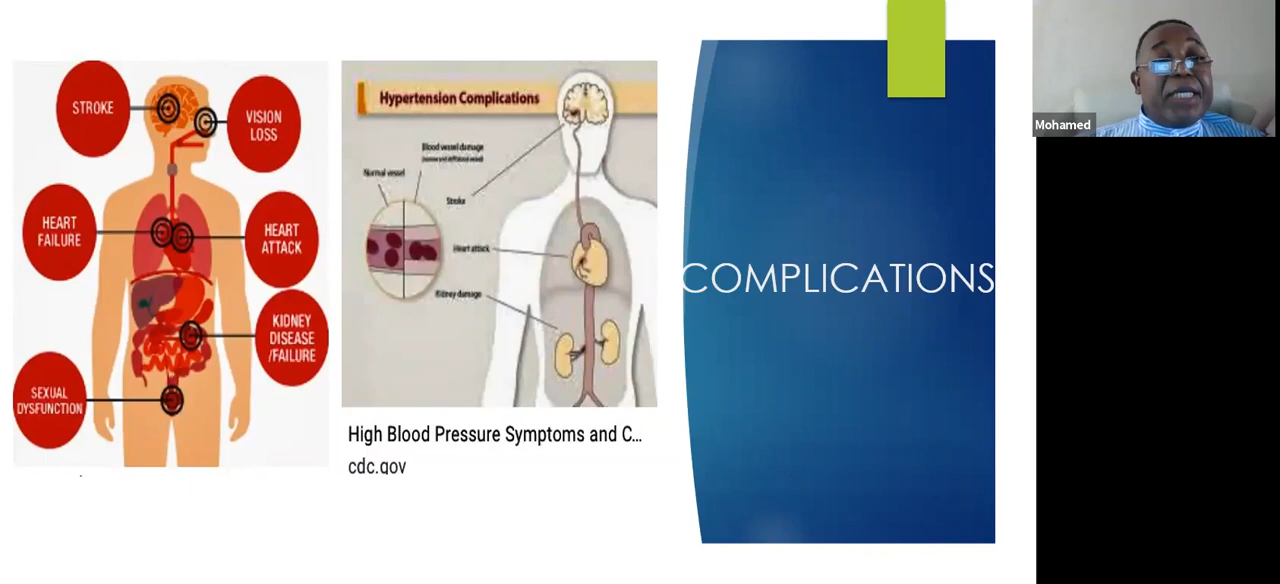 STROKE
VISION
LOSS
HEART
FAILURE
HEART
ATTACK
KIDNEY
DISEASE
/FAILURE
SEXUAL
DYSFUNCTION
Hypertension Complications
Blood vessel damage
Normal vessel
Stroke
Heart attack
Kidney damage
High Blood Pressure Symptoms and C...
cdc.gov
COMPLICATIONS
Mohamed